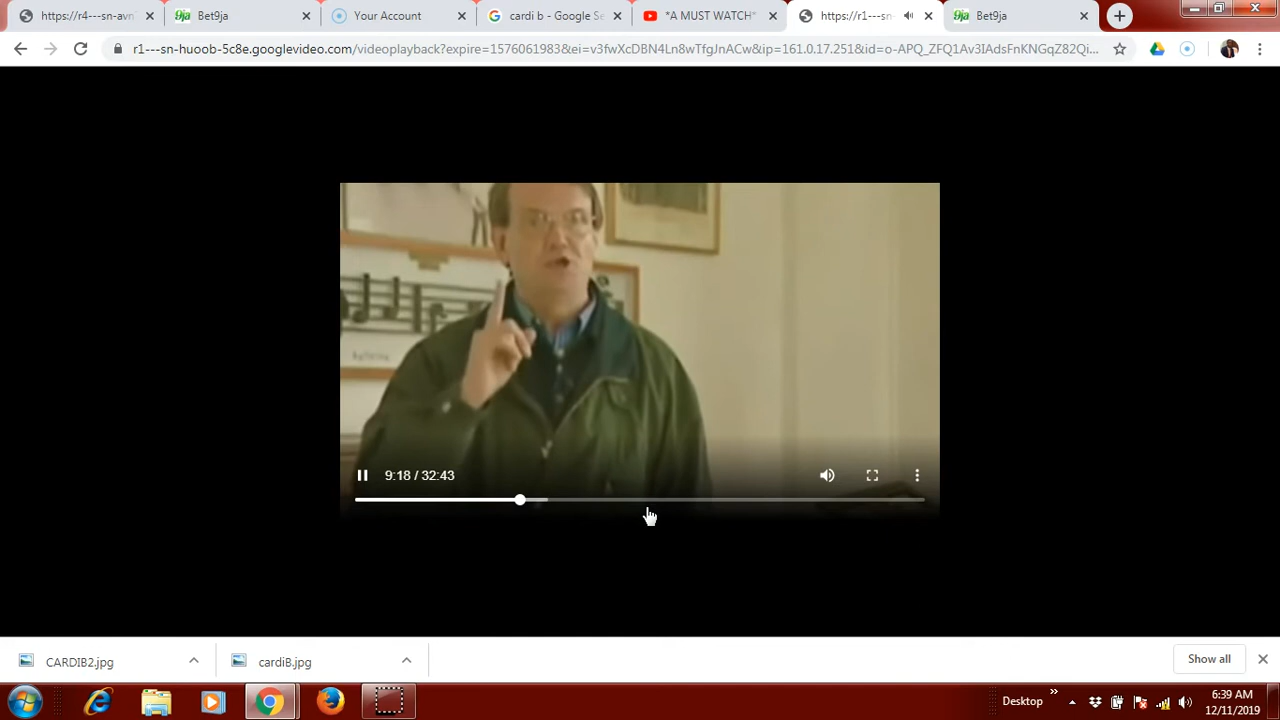 https://r4---sn-avn
9ja Bet9ja
Your Account
G cardi b - Google Se
*A MUST WATCH*
https://r1---sn-
9ja Bet9ja
r1---sn-huoob-5c8e.googlevideo.com/videoplayback?expire=1576061983&ei=v3fwXcDBN4Ln8wTfgJnACw&ip=161.0.17.251&id=o-APQ_ZFQ1Av3IAdsFnKNGqZ82Qi...
9:18 / 32:43
CARDIB2.jpg
cardiB.jpg
Show all
Desktop
6:39 AM
12/11/2019